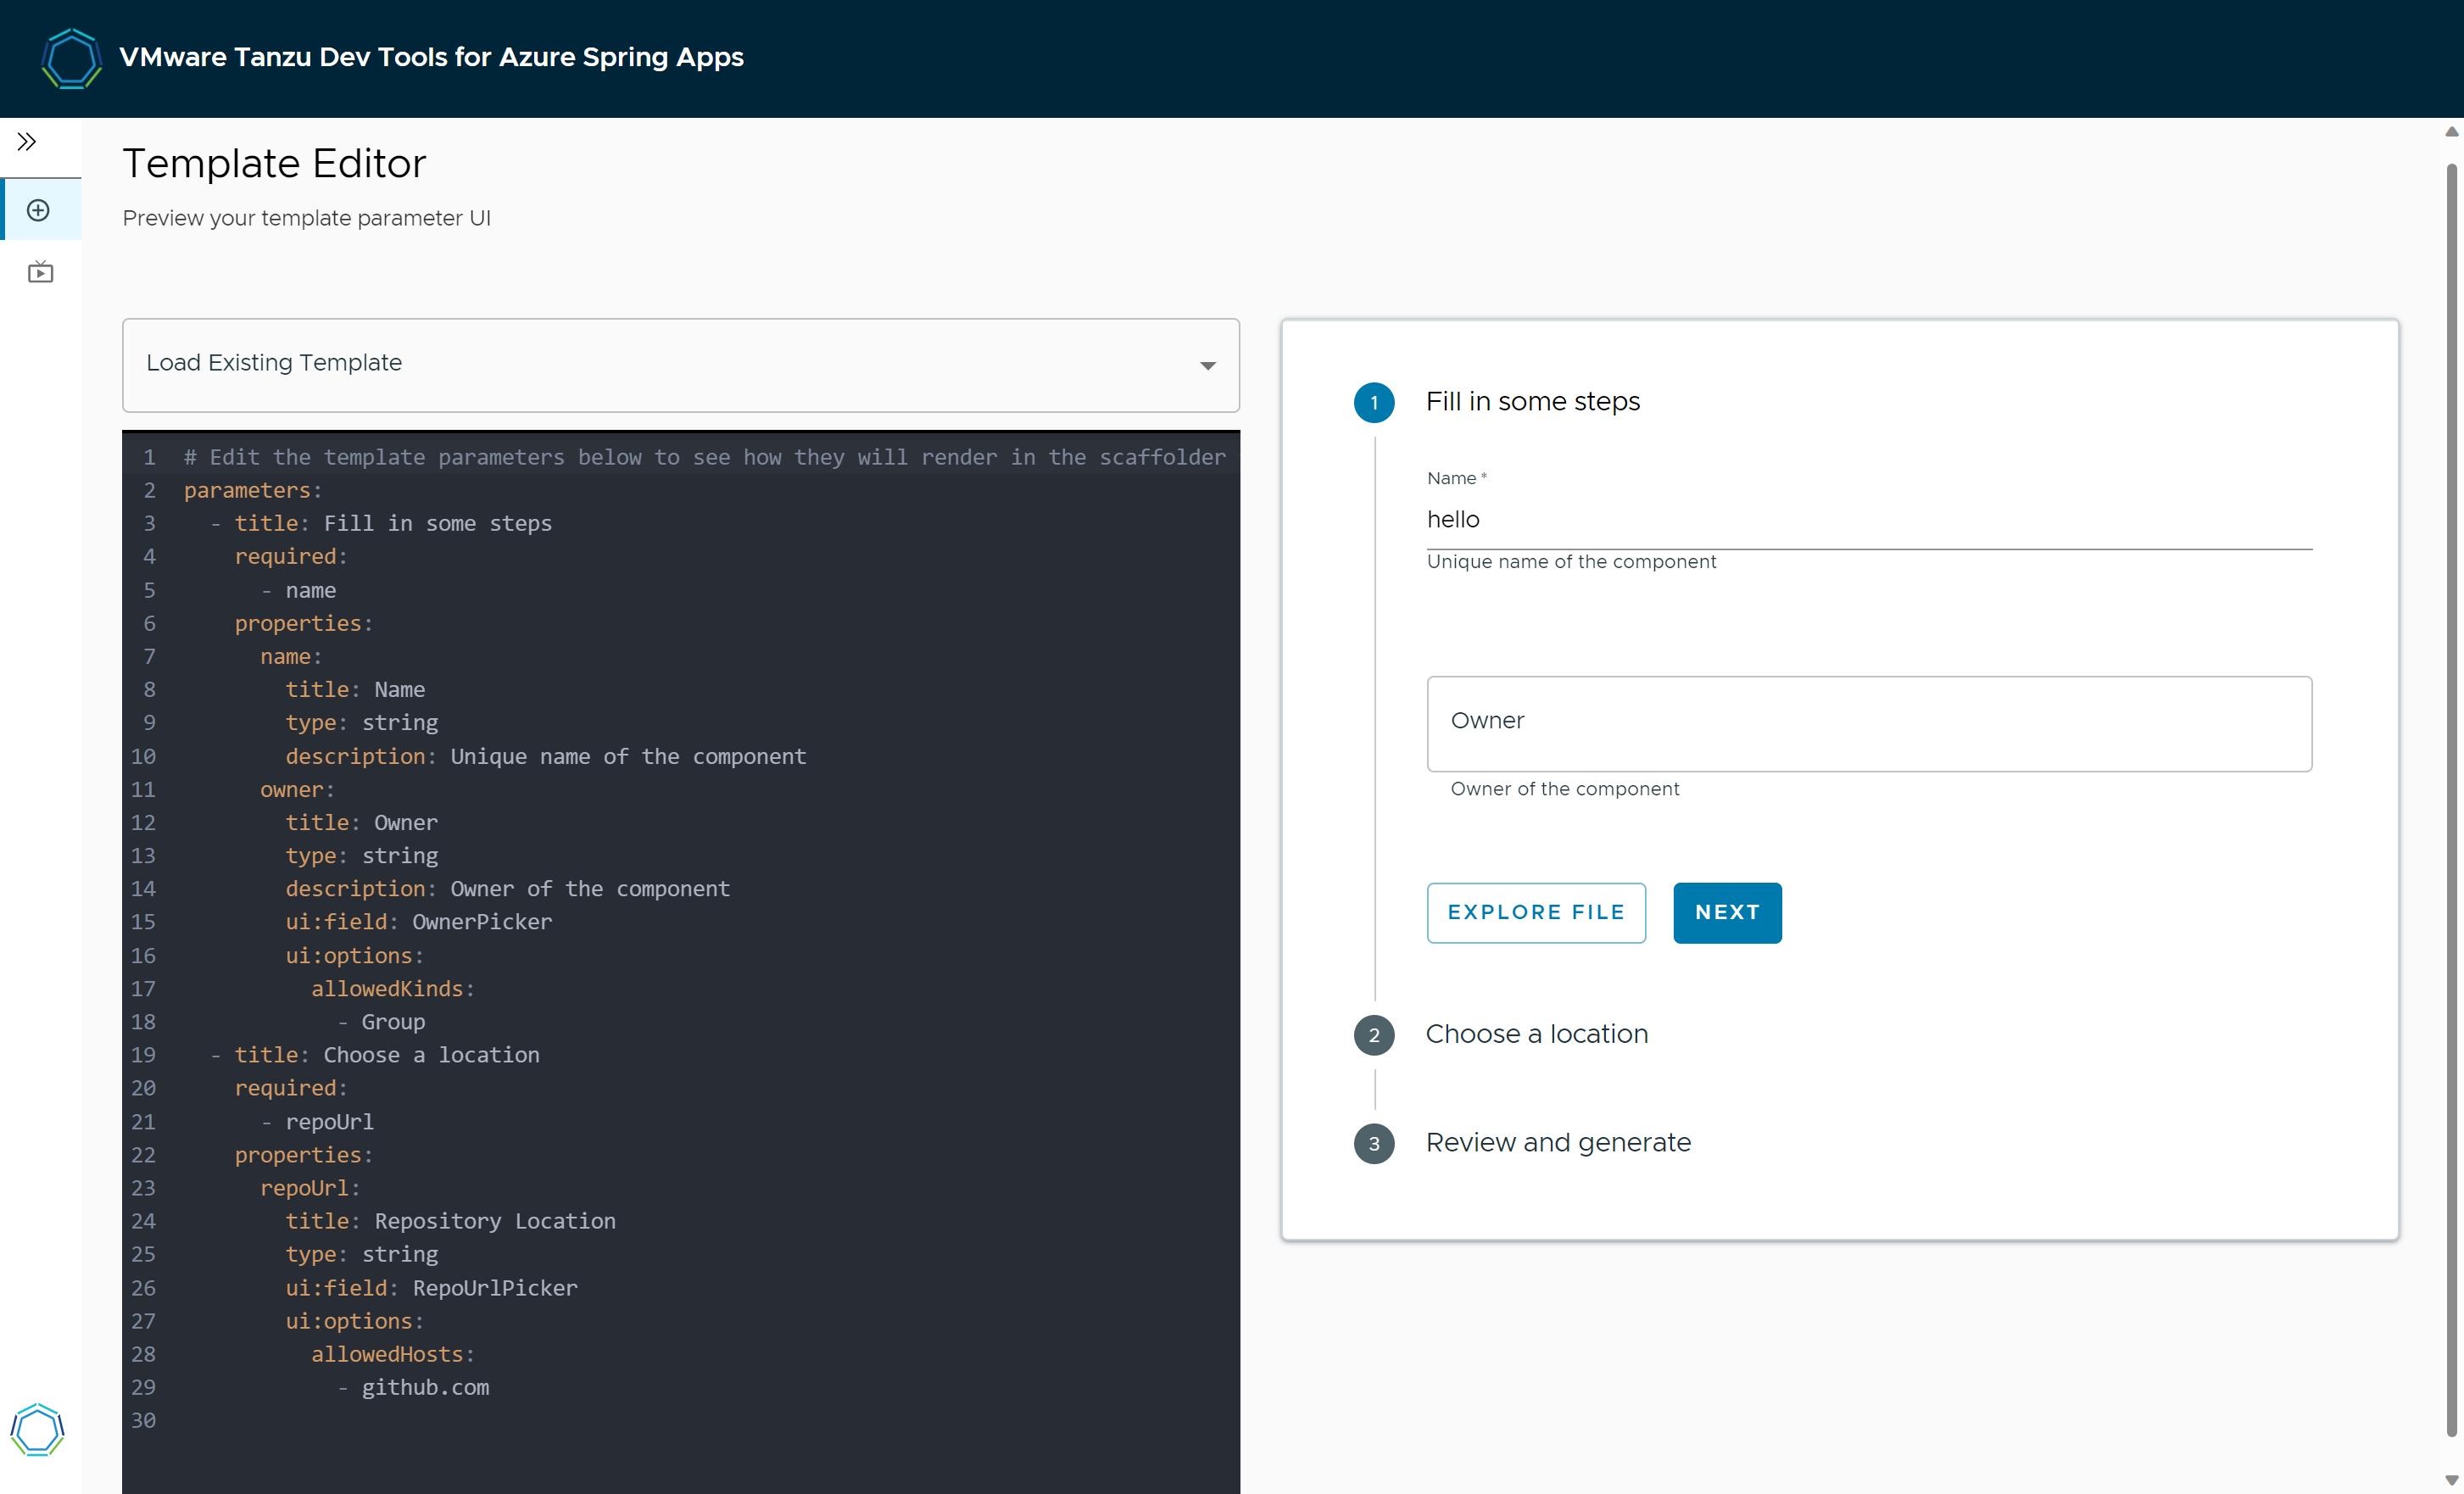 VMware Tanzu Dev Tools for Azure Spring Apps
Template Editor
Preview your template parameter UI
Load Existing Template
1 # Edit the template parameters below to see how they will render in the scaffolder
2 parameters:
3   - title: Fill in some steps
4     required:
5       - name
6     properties:
7       name:
8         title: Name
9         type: string
10         description: Unique name of the component
11       owner:
12         title: Owner
13         type: string
14         description: Owner of the component
15         ui:field: OwnerPicker
16         ui:options:
17           allowedKinds:
18             - Group
19   - title: Choose a location
20     required:
21       - repoUrl
22     properties:
23       repoUrl:
24         title: Repository Location
25         type: string
26         ui:field: RepoUrlPicker
27         ui:options:
28           allowedHosts:
29             - github.com
30
1 Fill in some steps
Name *
hello
Unique name of the component
Owner
Owner of the component
EXPLORE FILE NEXT
2 Choose a location
3 Review and generate